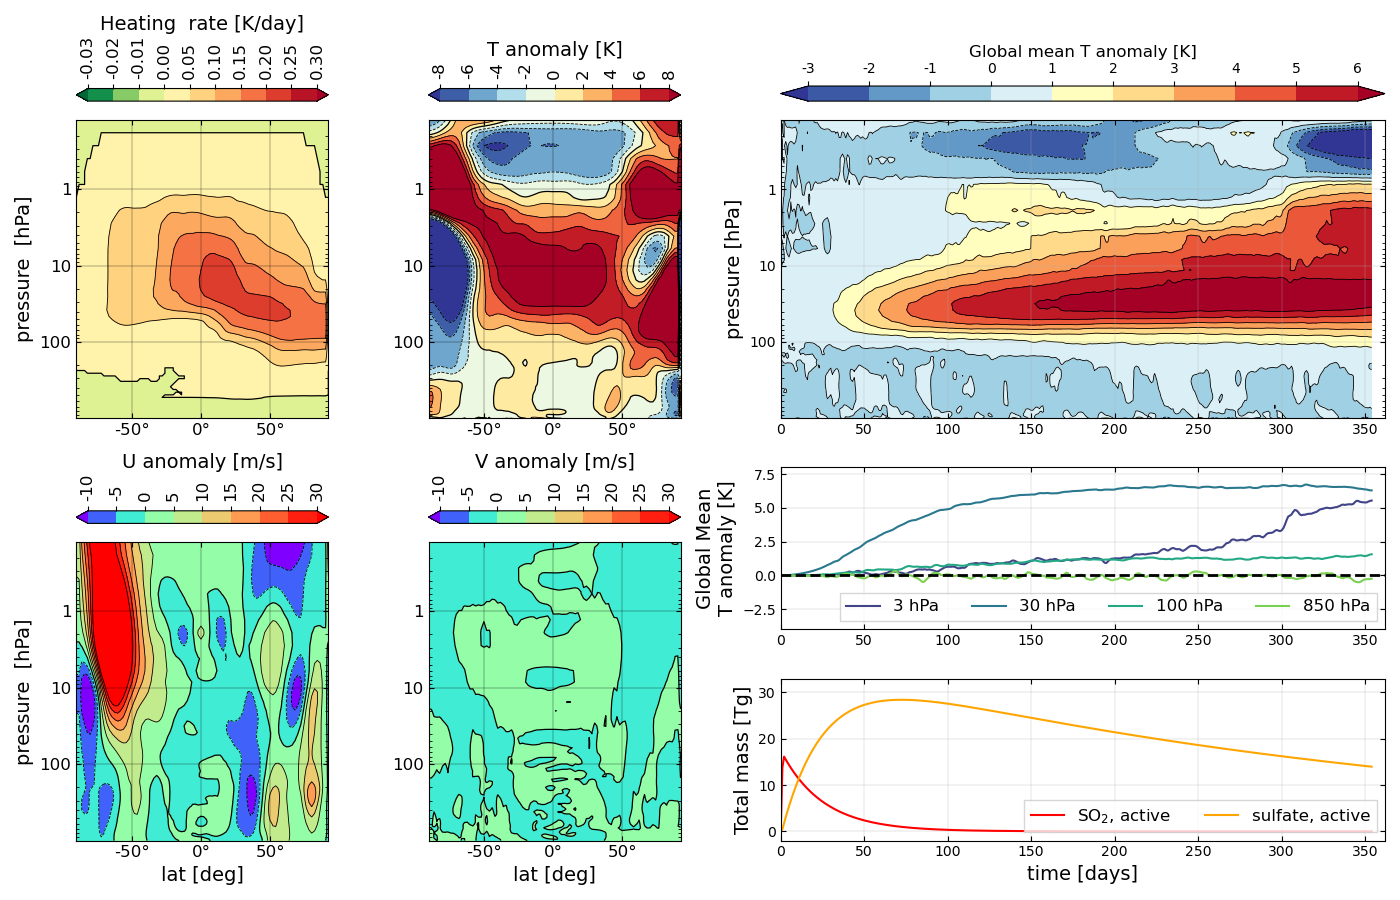 Heating  rate [K/day]
-0.03 -0.02 -0.01 0.00 0.05 0.10 0.15 0.20 0.25 0.30
pressure  [hPa]
1
10
100
-50° 0° 50°
T anomaly [K]
-8 -6 -4 -2 0 2 4 6 8
1
10
100
-50° 0° 50°
Global mean T anomaly [K]
-3 -2 -1 0 1 2 3 4 5 6
pressure  [hPa]
1
10
100
0 50 100 150 200 250 300 350
U anomaly [m/s]
-10 -5 0 5 10 15 20 25 30
pressure  [hPa]
1
10
100
-50° 0° 50°
lat [deg]
V anomaly [m/s]
-10 -5 0 5 10 15 20 25 30
1
10
100
-50° 0° 50°
lat [deg]
Global Mean
T anomaly [K]
7.5
5.0
2.5
0.0
−2.5
3 hPa 30 hPa 100 hPa 850 hPa
0 50 100 150 200 250 300 350
Total mass [Tg]
30
20
10
0
SO₂, active sulfate, active
0 50 100 150 200 250 300 350
time [days]